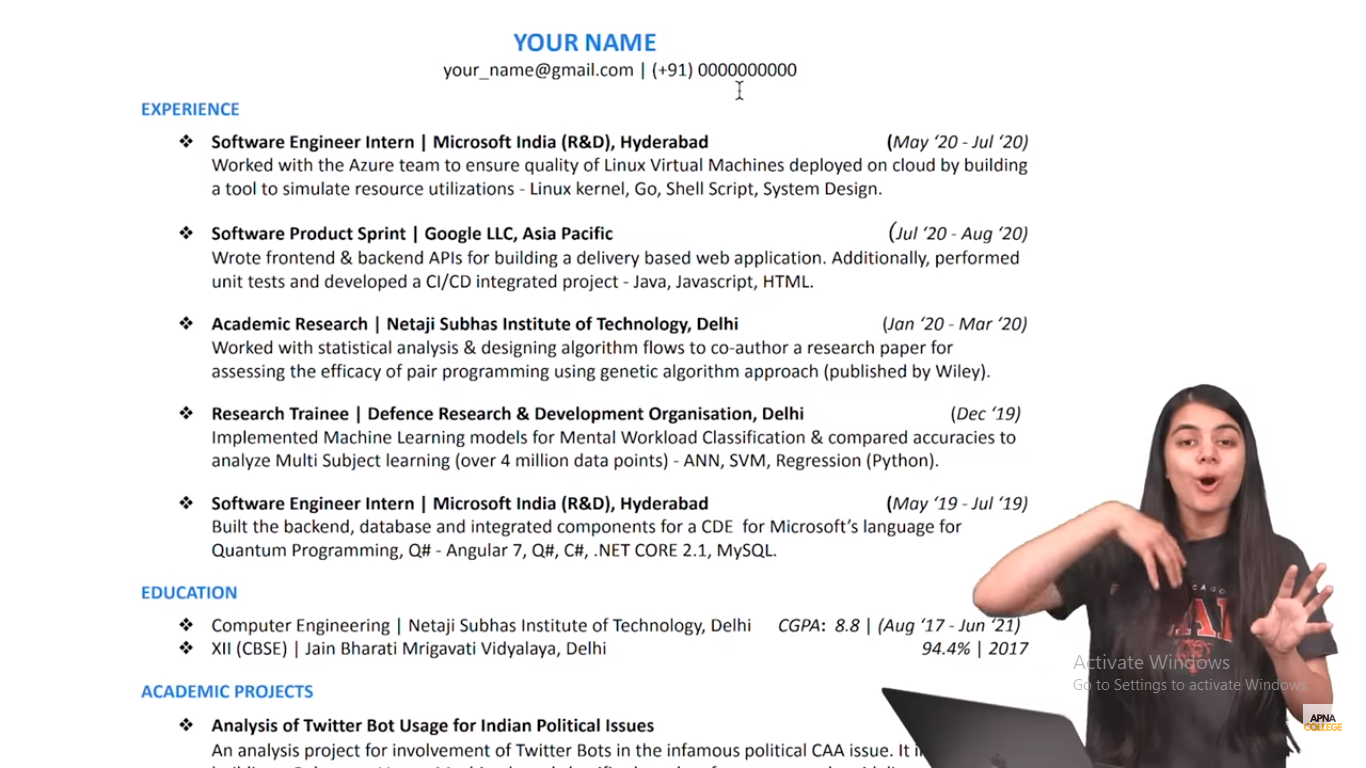 YOUR NAME
your_name@gmail.com | (+91) 0000000000
EXPERIENCE
❖ Software Engineer Intern | Microsoft India (R&D), Hyderabad (May ‘20 - Jul ‘20)
Worked with the Azure team to ensure quality of Linux Virtual Machines deployed on cloud by building
a tool to simulate resource utilizations - Linux kernel, Go, Shell Script, System Design.
❖ Software Product Sprint | Google LLC, Asia Pacific (Jul ‘20 - Aug ‘20)
Wrote frontend & backend APIs for building a delivery based web application. Additionally, performed
unit tests and developed a CI/CD integrated project - Java, Javascript, HTML.
❖ Academic Research | Netaji Subhas Institute of Technology, Delhi (Jan ‘20 - Mar ‘20)
Worked with statistical analysis & designing algorithm flows to co-author a research paper for
assessing the efficacy of pair programming using genetic algorithm approach (published by Wiley).
❖ Research Trainee | Defence Research & Development Organisation, Delhi (Dec ‘19)
Implemented Machine Learning models for Mental Workload Classification & compared accuracies to
analyze Multi Subject learning (over 4 million data points) - ANN, SVM, Regression (Python).
❖ Software Engineer Intern | Microsoft India (R&D), Hyderabad (May ‘19 - Jul ‘19)
Built the backend, database and integrated components for a CDE for Microsoft’s language for
Quantum Programming, Q# - Angular 7, Q#, C#, .NET CORE 2.1, MySQL.
EDUCATION
❖ Computer Engineering | Netaji Subhas Institute of Technology, Delhi CGPA: 8.8 | (Aug ‘17 - Jun ‘21)
❖ XII (CBSE) | Jain Bharati Mrigavati Vidyalaya, Delhi 94.4% | 2017
ACADEMIC PROJECTS
❖ Analysis of Twitter Bot Usage for Indian Political Issues
An analysis project for involvement of Twitter Bots in the infamous political CAA issue. It
Activate Windows
Go to Settings to activate Windows.
APNA
COLLEGE